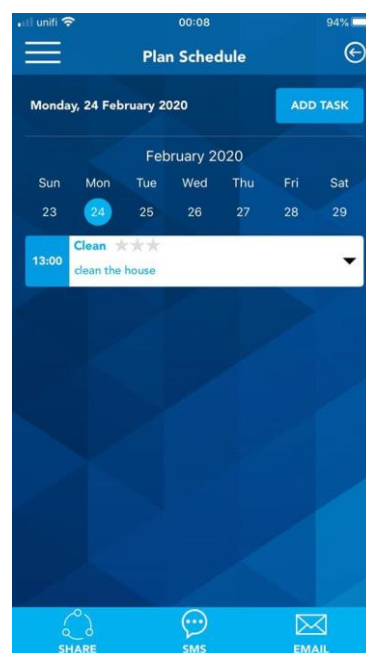 unifi 00:08 94%
Plan Schedule
Monday, 24 February 2020 ADD TASK
February 2020
Sun Mon Tue Wed Thu Fri Sat
23 24 25 26 27 28 29
Clean
13:00
clean the house
SHARE SMS EMAIL